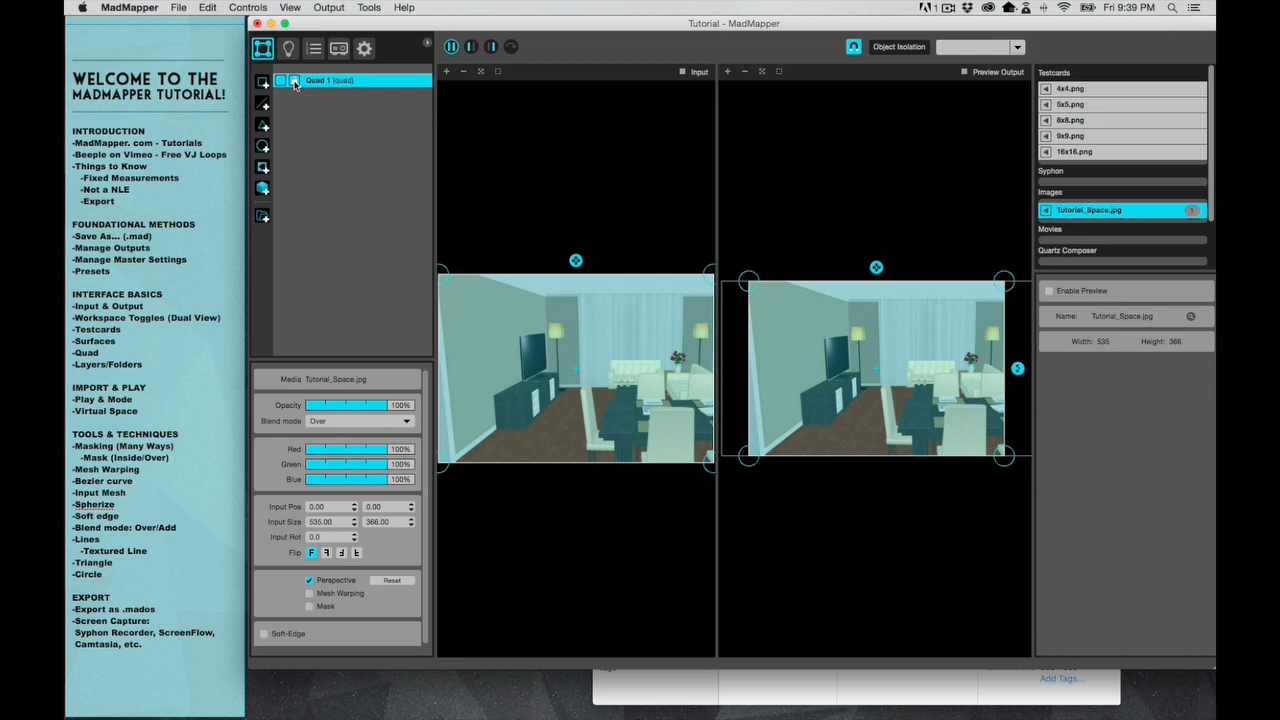 MadMapper File Edit Controls View Output Tools Help
1 Fri 9:39 PM
Tutorial - MadMapper
WELCOME TO THE
MADMAPPER TUTORIAL!
INTRODUCTION
-MadMapper. com - Tutorials
-Beeple on Vimeo - Free VJ Loops
-Things to Know
-Fixed Measurements
-Not a NLE
-Export
FOUNDATIONAL METHODS
-Save As... (.mad)
-Manage Outputs
-Manage Master Settings
-Presets
INTERFACE BASICS
-Input & Output
-Workspace Toggles (Dual View)
-Testcards
-Surfaces
-Quad
-Layers/Folders
IMPORT & PLAY
-Play & Mode
-Virtual Space
TOOLS & TECHNIQUES
-Masking (Many Ways)
-Mask (Inside/Over)
-Mesh Warping
-Bezier curve
-Input Mesh
-Spherize
-Soft edge
-Blend mode: Over/Add
-Lines
-Textured Line
-Triangle
-Circle
EXPORT
-Export as .mados
-Screen Capture:
Syphon Recorder, ScreenFlow,
Camtasia, etc.
Quad 1 (quad)
Media Tutorial_Space.jpg
Opacity 100%
Blend mode Over
Red 100%
Green 100%
Blue 100%
Input Pos 0.00 0.00
Input Size 535.00 366.00
Input Rot 0.0
Flip
Perspective Reset
Mesh Warping
Mask
Soft-Edge
Object Isolation
Input
Preview Output
Testcards
4x4.png
5x5.png
8x8.png
9x9.png
16x16.png
Syphon
Images
Tutorial_Space.jpg 1
Movies
Quartz Composer
Enable Preview
Name: Tutorial_Space.jpg
Width: 535 Height: 366
Add Tags...